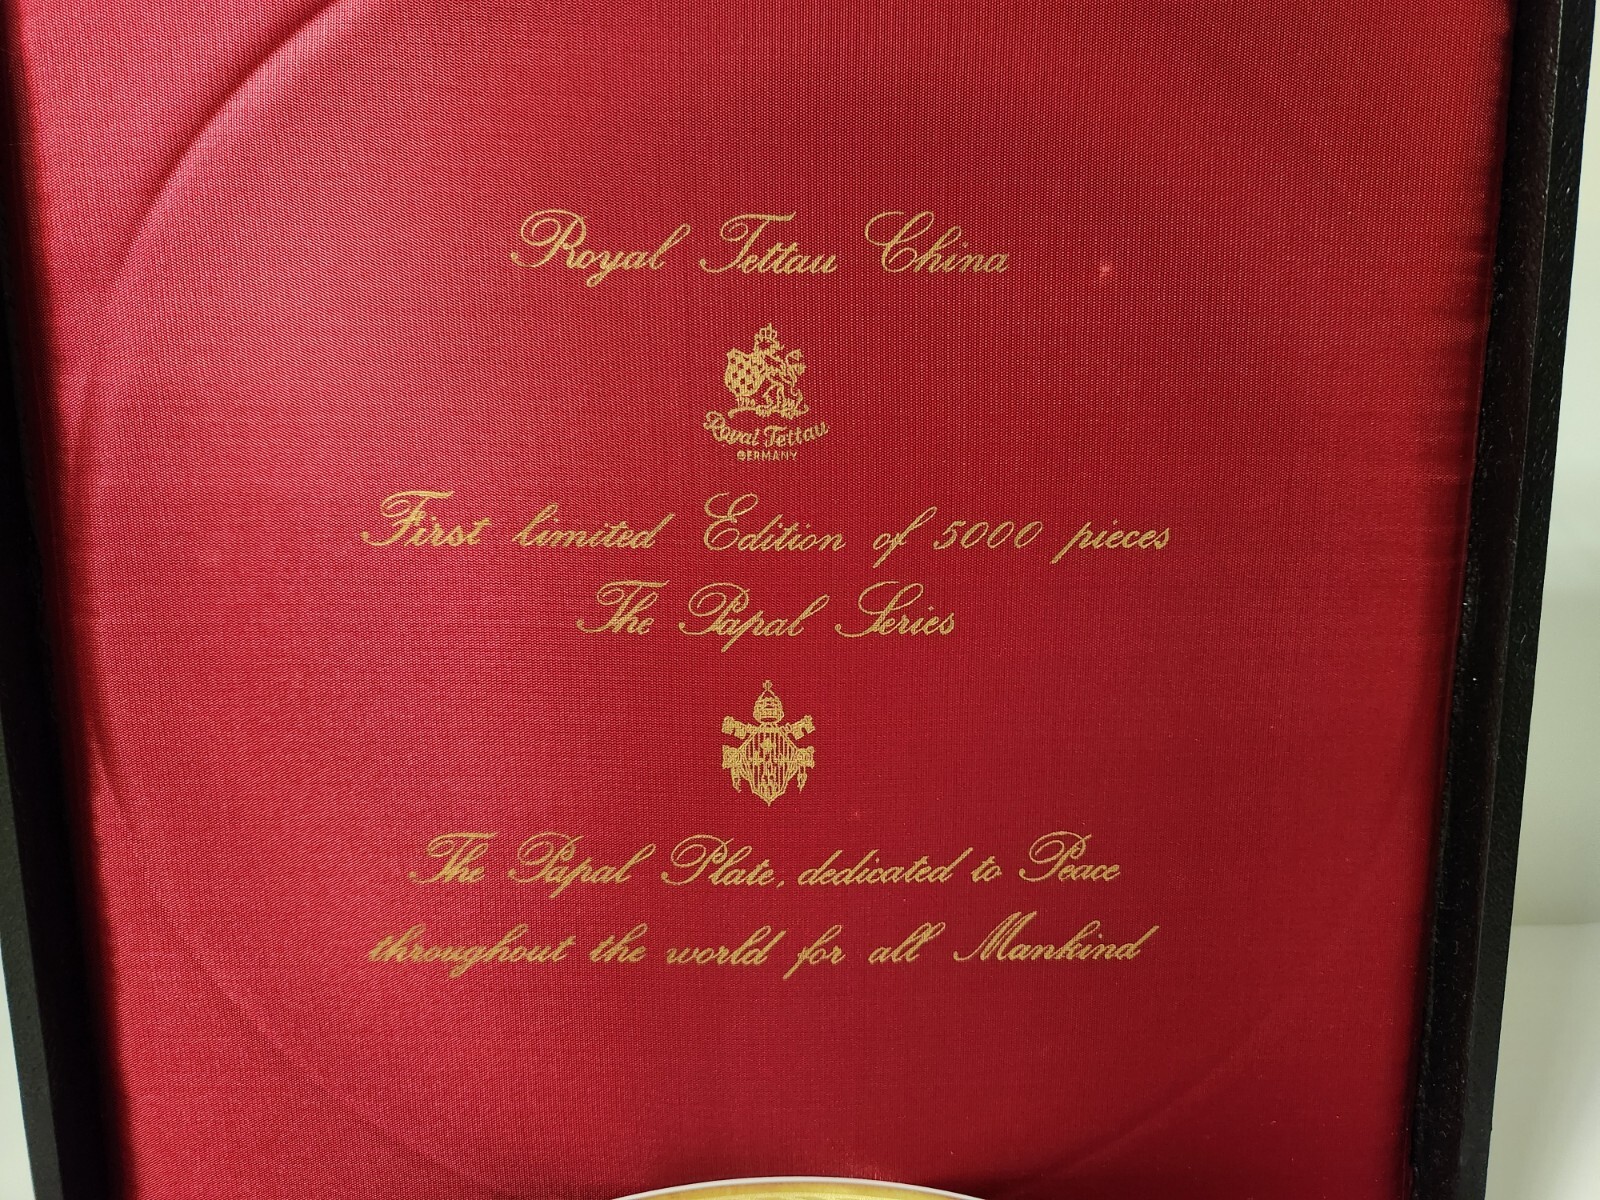 Royal Tettau China
Royal Tettau
GERMANY
First limited Edition of 5000 pieces
The Papal Series
The Papal Plate, dedicated to Peace
throughout the world for all Mankind